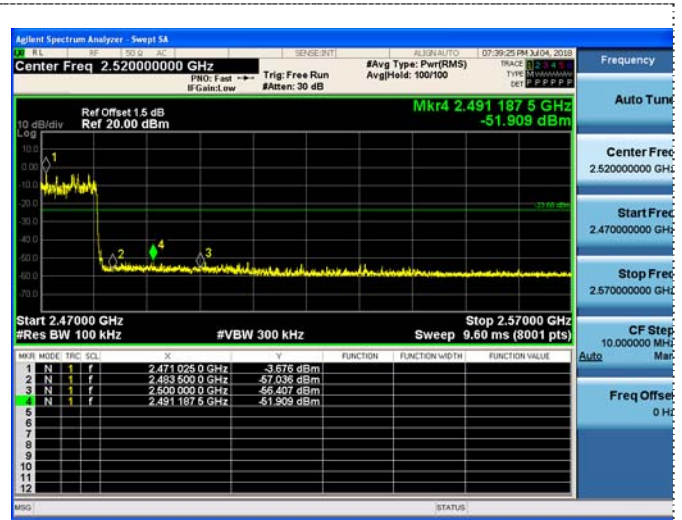 Agilent Spectrum Analyzer - Swept SA
RL RF 50 Ω AC SENSE:INT ALIGN AUTO 07:39:25 PM Jul 04, 2018
Center Freq 2.520000000 GHz
PNO: Fast
IFGain:Low
Trig: Free Run
#Atten: 30 dB
#Avg Type: Pwr(RMS)
Avg|Hold: 100/100
TRACE 1 2 3 4 5 6
TYPE M
DET P P P P P P
Frequency
Mkr4 2.491 187 5 GHz
-51.909 dBm
Ref Offset 1.5 dB
10 dB/div Ref 20.00 dBm
Log
10.0
0.00
-10.0
-20.0
-30.0
-40.0
-50.0
-60.0
-70.0
1
2
4
3
-23.68 dBm
Start 2.47000 GHz Stop 2.57000 GHz
#Res BW 100 kHz #VBW 300 kHz Sweep 9.60 ms (8001 pts)
MKR MODE TRC SCL X Y FUNCTION FUNCTION WIDTH FUNCTION VALUE
1 N 1 f 2.471 025 0 GHz -3.676 dBm
2 N 1 f 2.483 500 0 GHz -57.036 dBm
3 N 1 f 2.500 000 0 GHz -56.407 dBm
4 N 1 f 2.491 187 5 GHz -51.909 dBm
5
6
7
8
9
10
11
12
MSG STATUS
Auto Tune
Center Freq
2.520000000 GHz
Start Freq
2.470000000 GHz
Stop Freq
2.570000000 GHz
CF Step
10.000000 MHz
Auto Man
Freq Offset
0 Hz